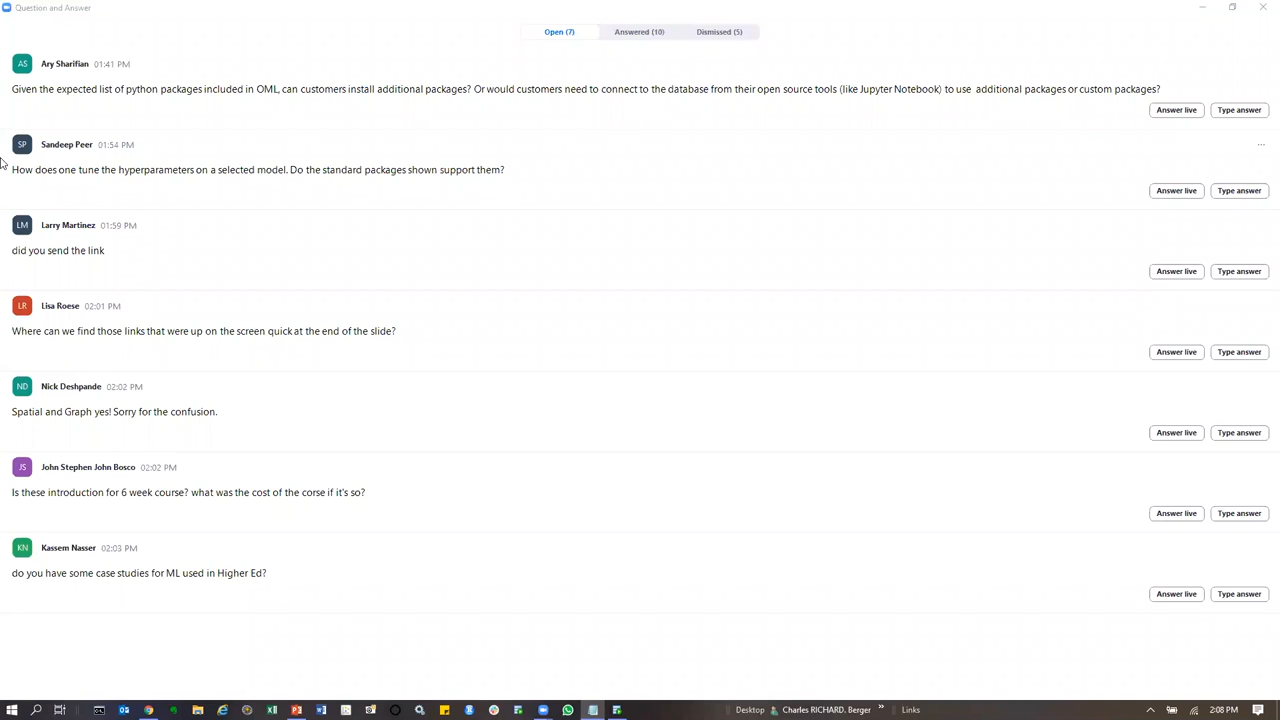 Question and Answer
Open (7) Answered (10) Dismissed (5)
AS Ary Sharifian 01:41 PM
Given the expected list of python packages included in OML, can customers install additional packages? Or would customers need to connect to the database from their open source tools (like Jupyter Notebook) to use additional packages or custom packages?
Answer live Type answer
SP Sandeep Peer 01:54 PM ...
How does one tune the hyperparameters on a selected model. Do the standard packages shown support them?
Answer live Type answer
LM Larry Martinez 01:59 PM
did you send the link
Answer live Type answer
LR Lisa Roese 02:01 PM
Where can we find those links that were up on the screen quick at the end of the slide?
Answer live Type answer
ND Nick Deshpande 02:02 PM
Spatial and Graph yes! Sorry for the confusion.
Answer live Type answer
JS John Stephen John Bosco 02:02 PM
Is these introduction for 6 week course? what was the cost of the corse if it's so?
Answer live Type answer
KN Kassem Nasser 02:03 PM
do you have some case studies for ML used in Higher Ed?
Answer live Type answer
Desktop Charles RICHARD. Berger » Links 2:08 PM